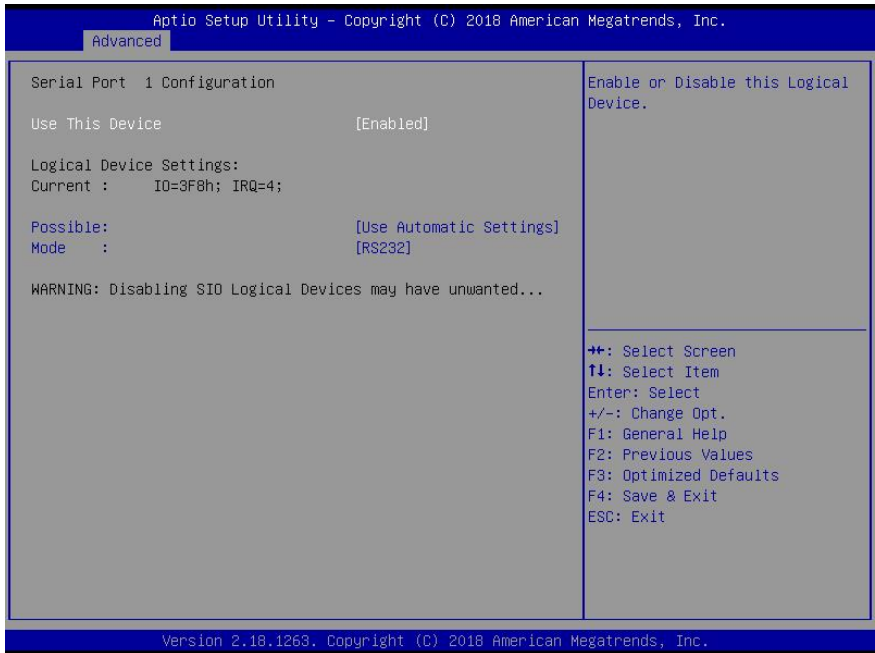 Aptio Setup Utility – Copyright (C) 2018 American Megatrends, Inc.
Advanced
Serial Port 1 Configuration
Use This Device [Enabled]
Logical Device Settings:
Current : IO=3F8h; IRQ=4;
Possible: [Use Automatic Settings]
Mode : [RS232]
WARNING: Disabling SIO Logical Devices may have unwanted...
Enable or Disable this Logical
Device.
→←: Select Screen
↑↓: Select Item
Enter: Select
+/-: Change Opt.
F1: General Help
F2: Previous Values
F3: Optimized Defaults
F4: Save & Exit
ESC: Exit
Version 2.18.1263. Copyright (C) 2018 American Megatrends, Inc.